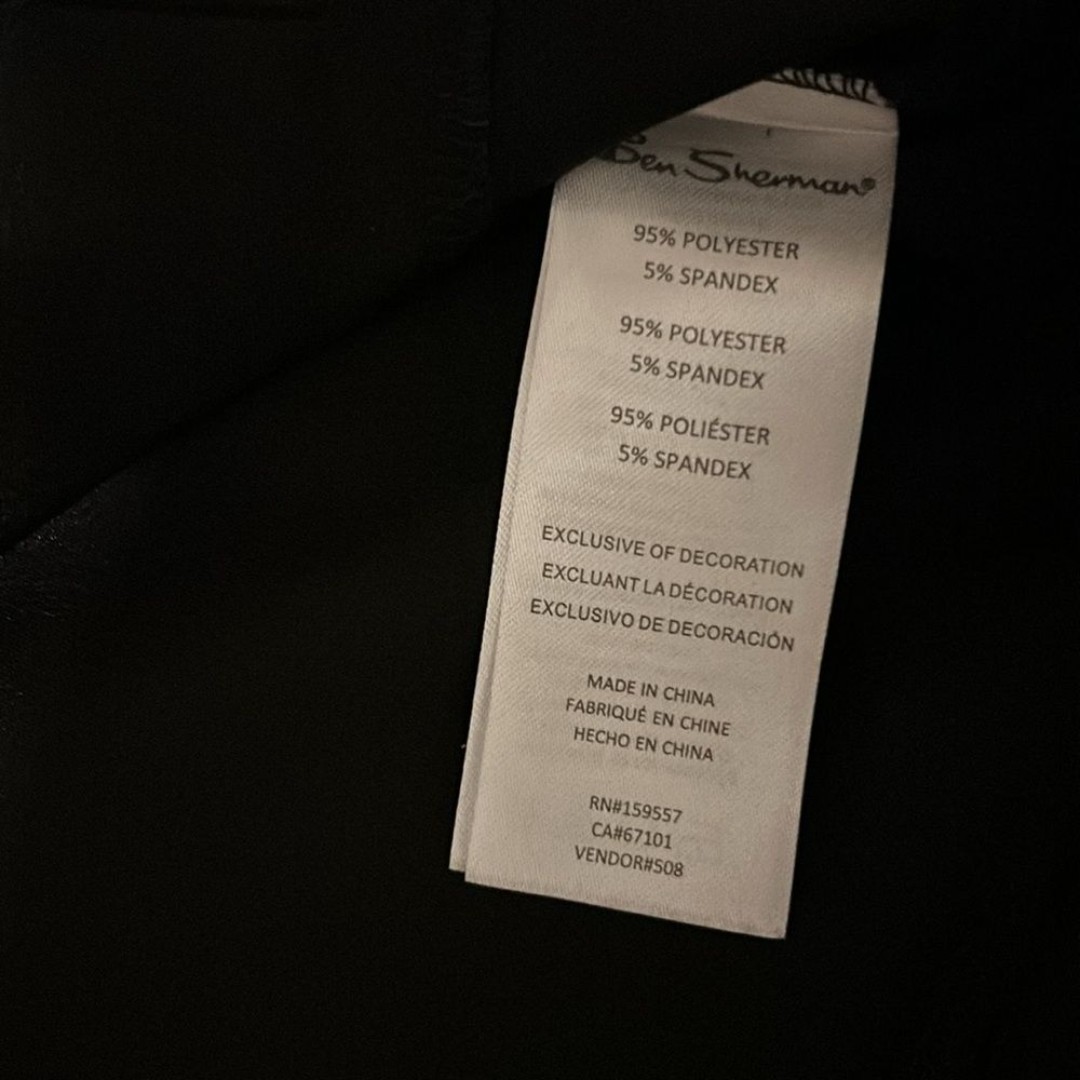 Ben Sherman®
95% POLYESTER
5% SPANDEX
95% POLYESTER
5% SPANDEX
95% POLIÉSTER
5% SPANDEX
EXCLUSIVE OF DECORATION
EXCLUANT LA DÉCORATION
EXCLUSIVO DE DECORACIÓN
MADE IN CHINA
FABRIQUÉ EN CHINE
HECHO EN CHINA
RN#159557
CA#67101
VENDOR#S08